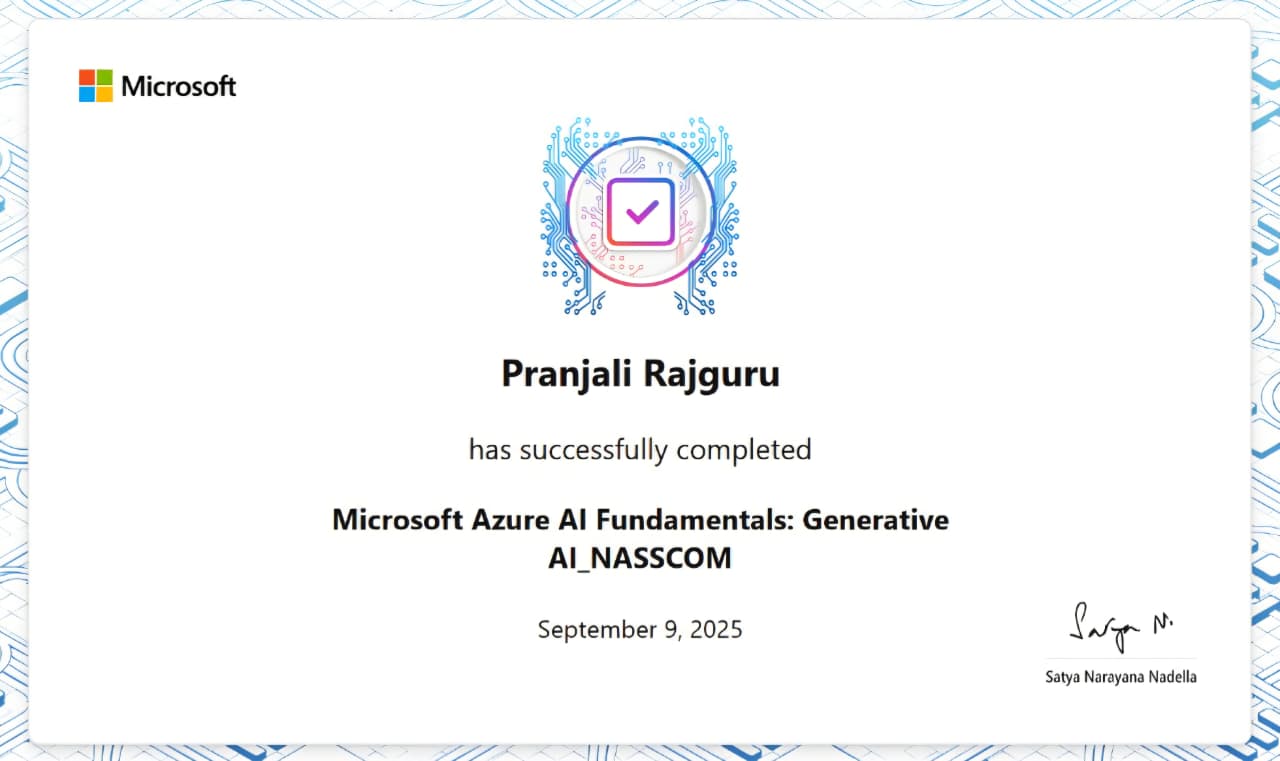 Microsoft
Pranjali Rajguru
has successfully completed
Microsoft Azure AI Fundamentals: Generative
AI_NASSCOM
September 9, 2025
Satya N.
Satya Narayana Nadella